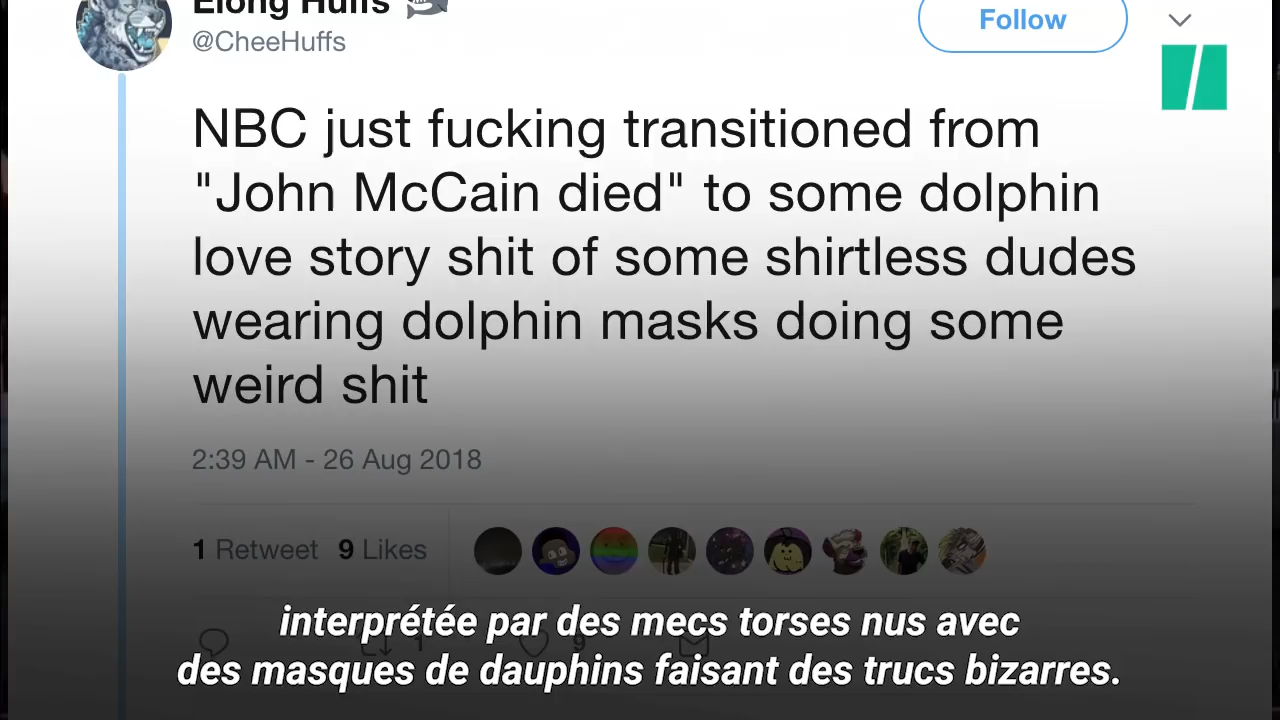 Elong Huffs
@CheeHuffs
Follow
NBC just fucking transitioned from
"John McCain died" to some dolphin
love story shit of some shirtless dudes
wearing dolphin masks doing some
weird shit
2:39 AM - 26 Aug 2018
1 Retweet 9 Likes
1 9
interprétée par des mecs torses nus avec
des masques de dauphins faisant des trucs bizarres.